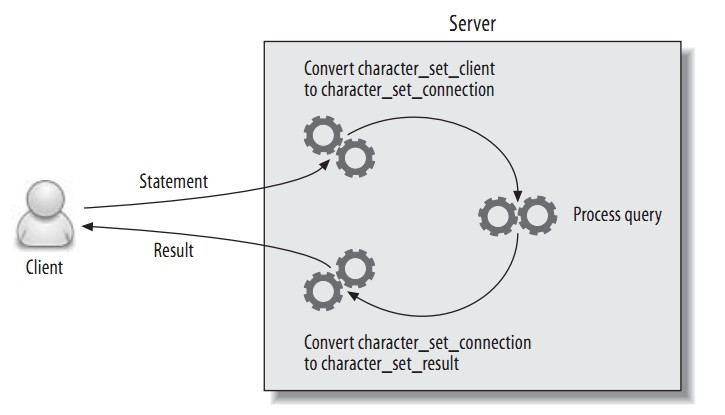 Server
Convert character_set_client
to character_set_connection
Statement
Process query
Client
Result
Convert character_set_connection
to character_set_result